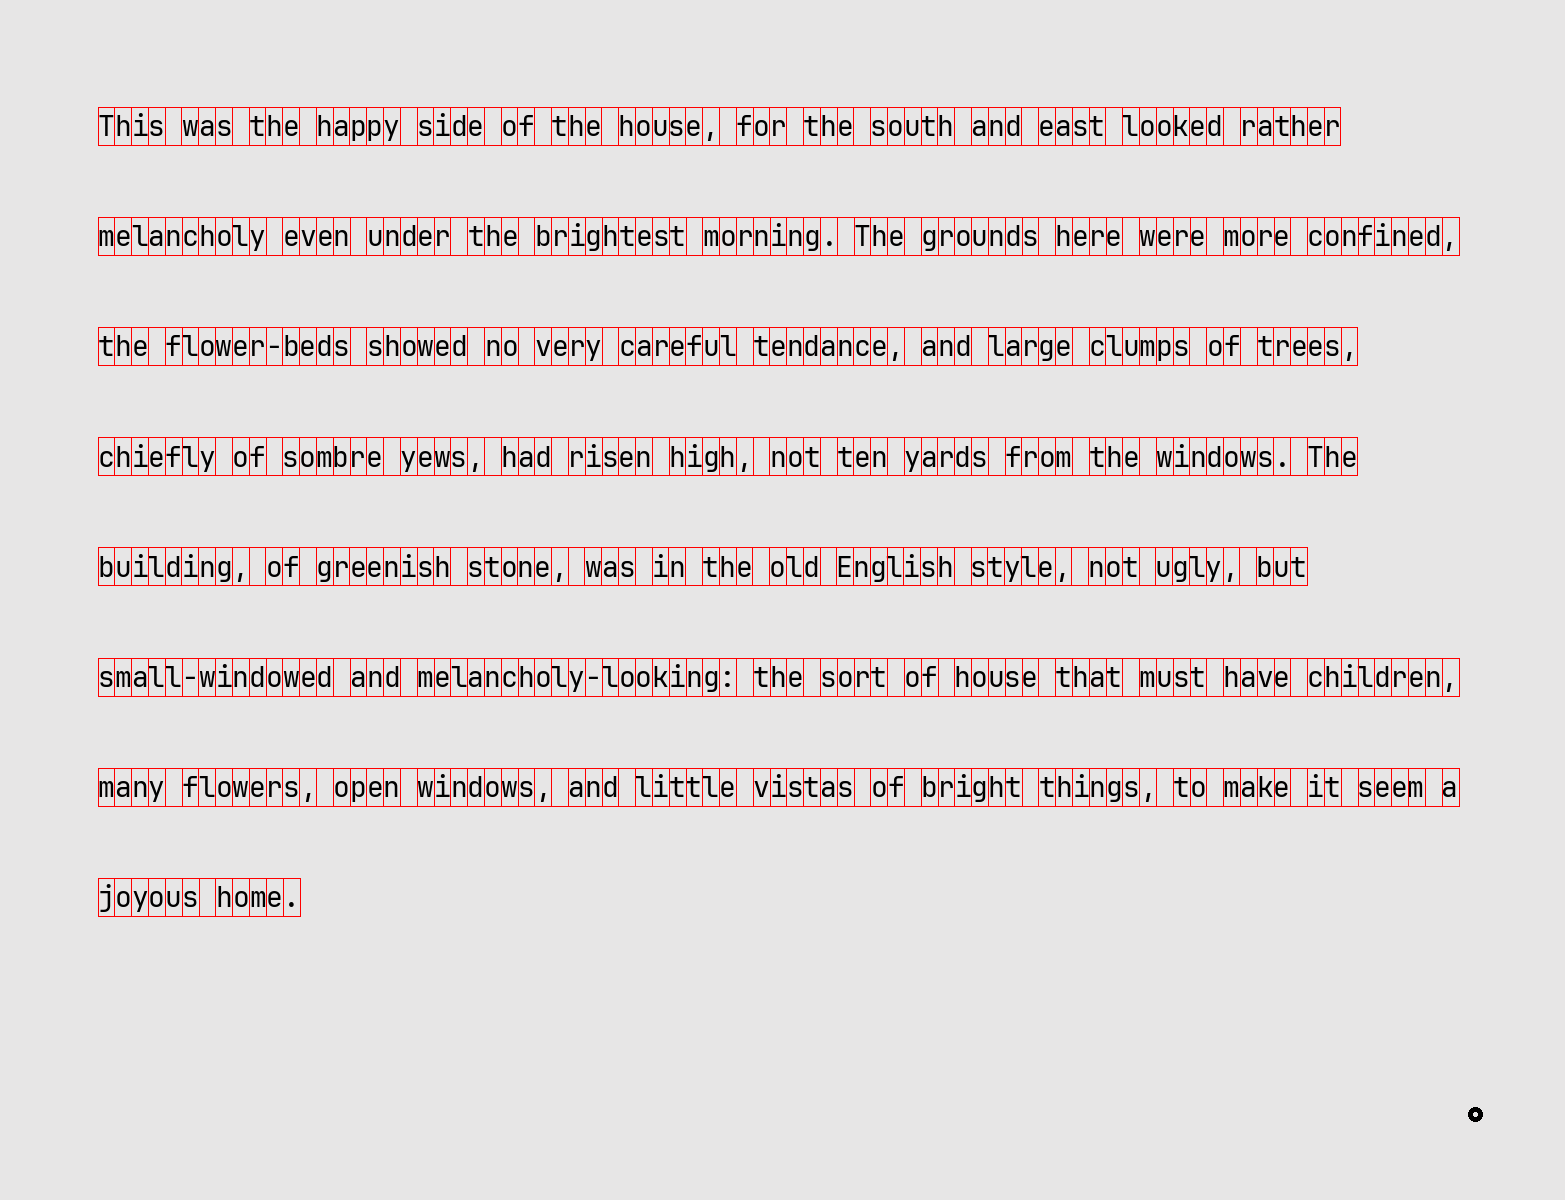 This was the happy side of the house, for the south and east looked rather
melancholy even under the brightest morning. The grounds here were more confined,
the flower-beds showed no very careful tendance, and large clumps of trees,
chiefly of sombre yews, had risen high, not ten yards from the windows. The
building, of greenish stone, was in the old English style, not ugly, but
small-windowed and melancholy-looking: the sort of house that must have children,
many flowers, open windows, and little vistas of bright things, to make it seem a
joyous home.